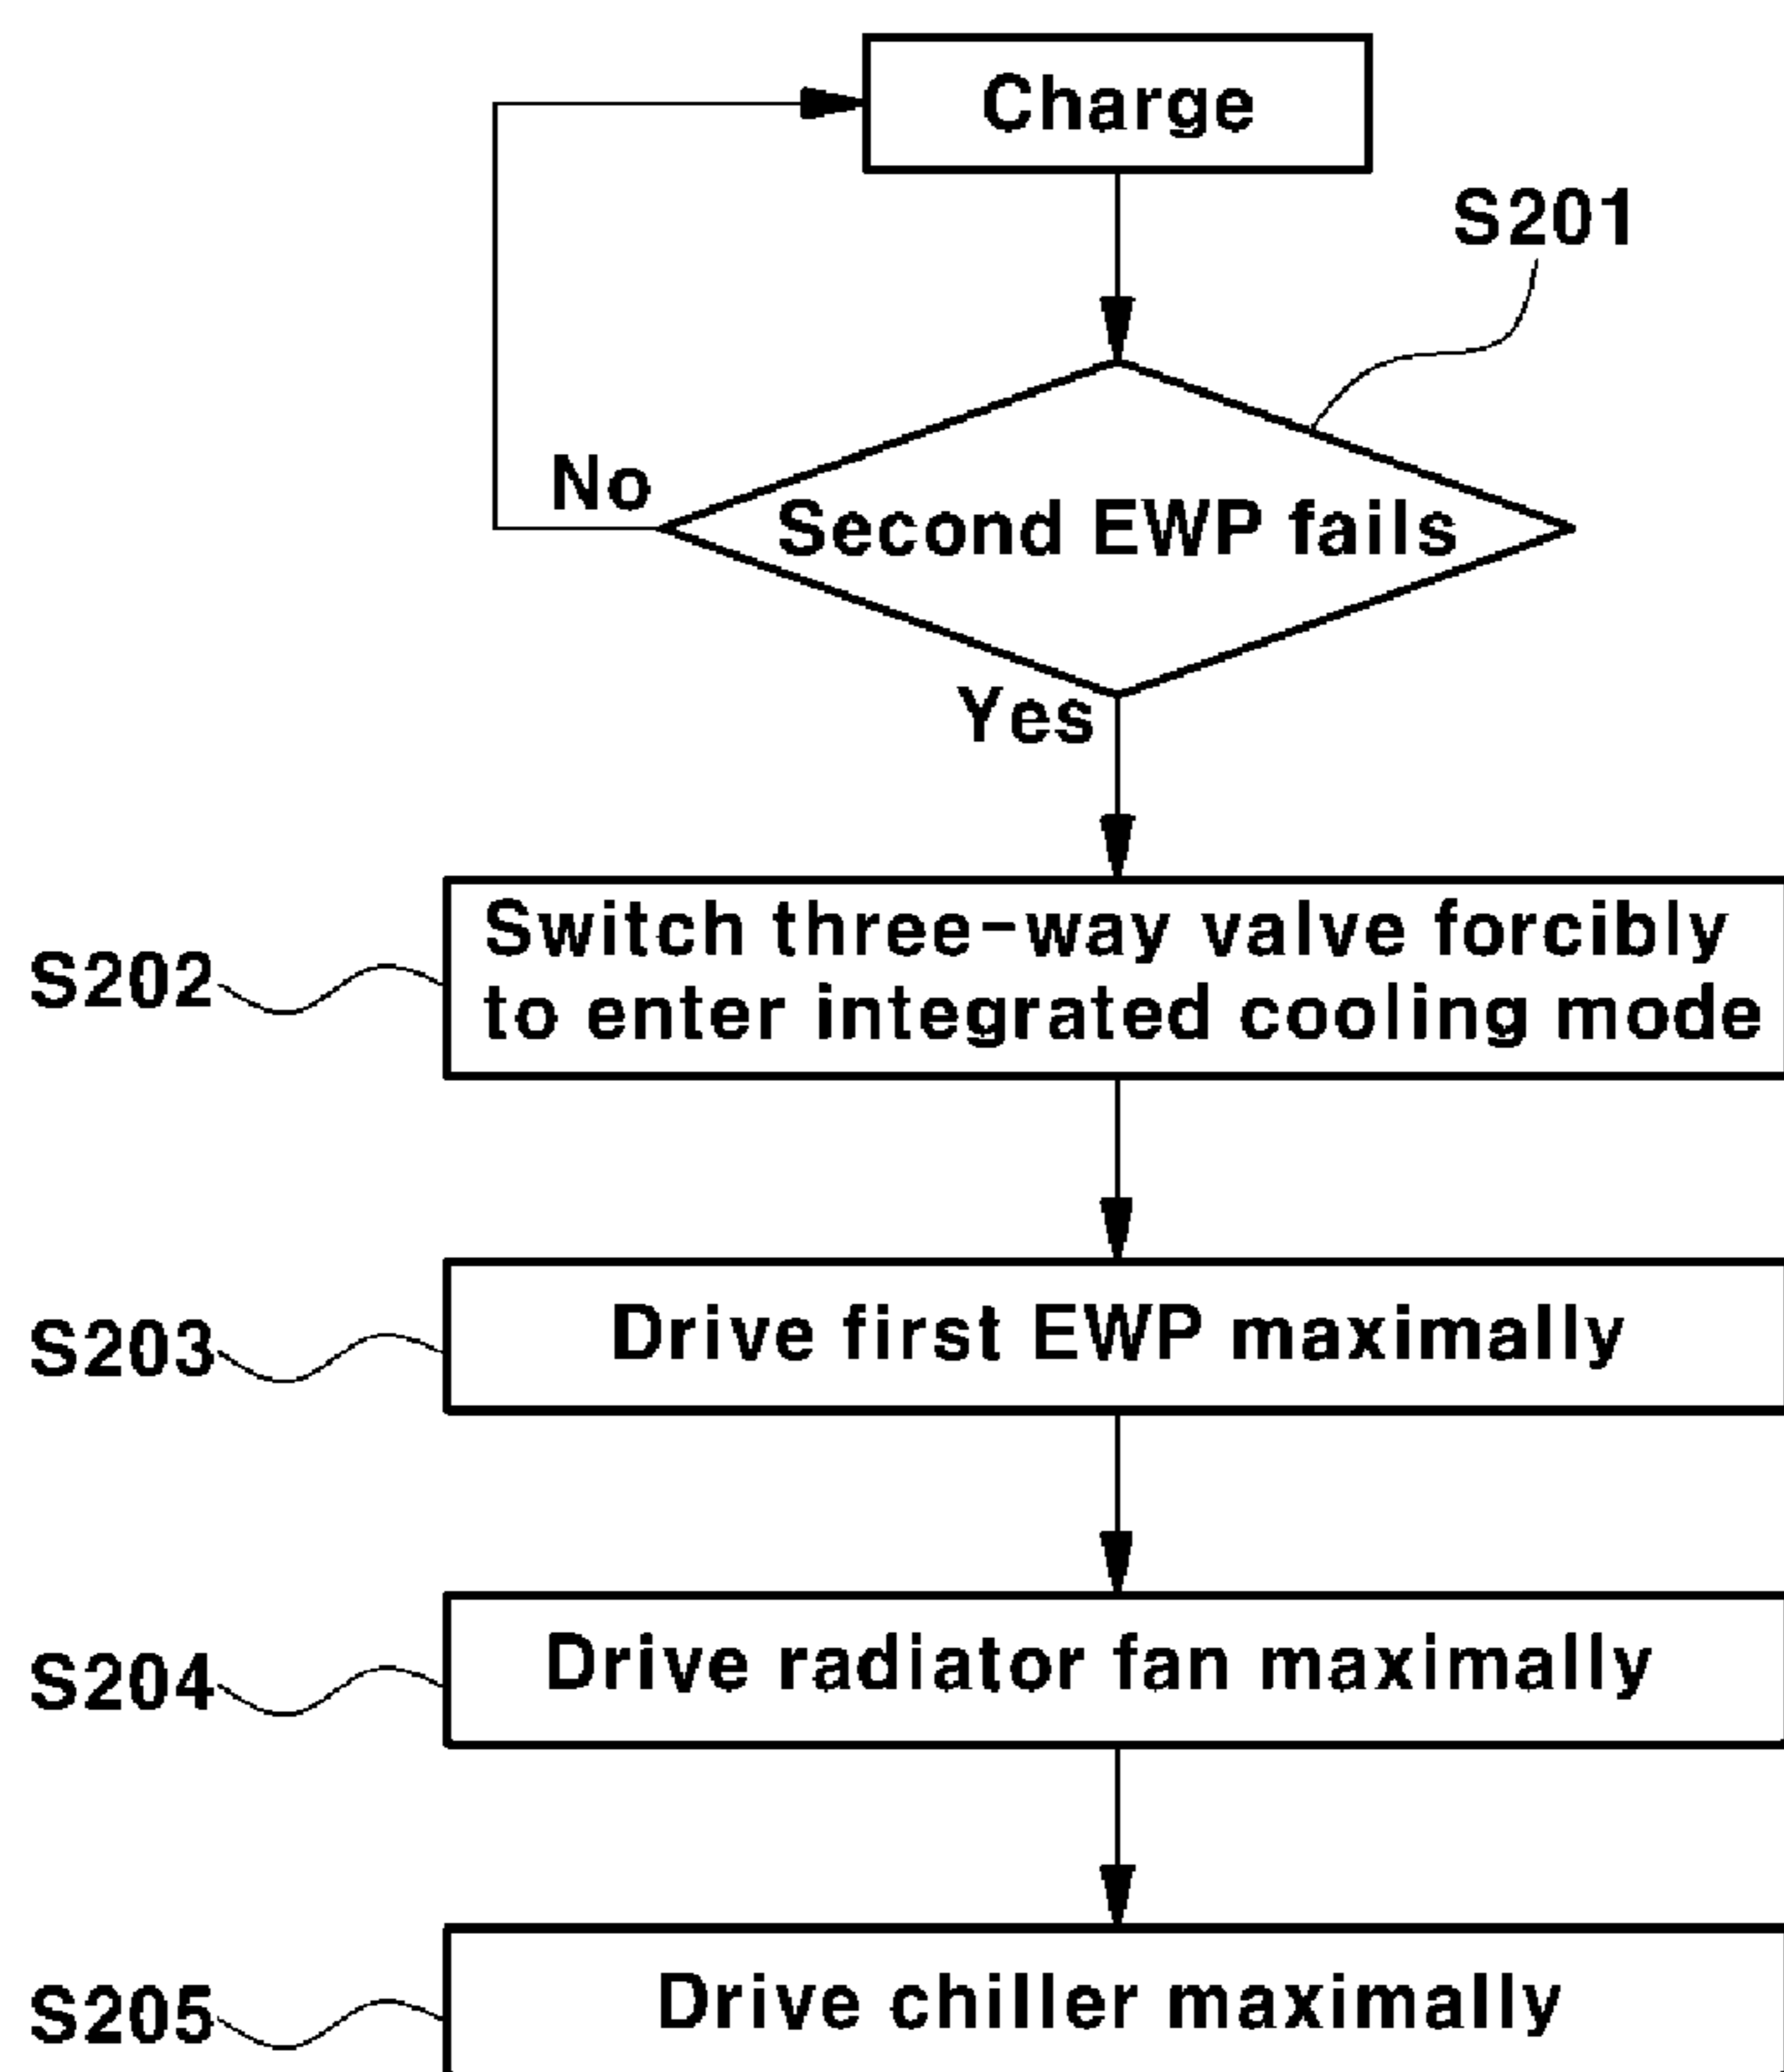 Charge
S201
No
Second EWP fails
Yes
Switch three-way valve forcibly
to enter integrated cooling mode
S202
Drive first EWP maximally
S203
Drive radiator fan maximally
S204
Drive chiller maximally
S205